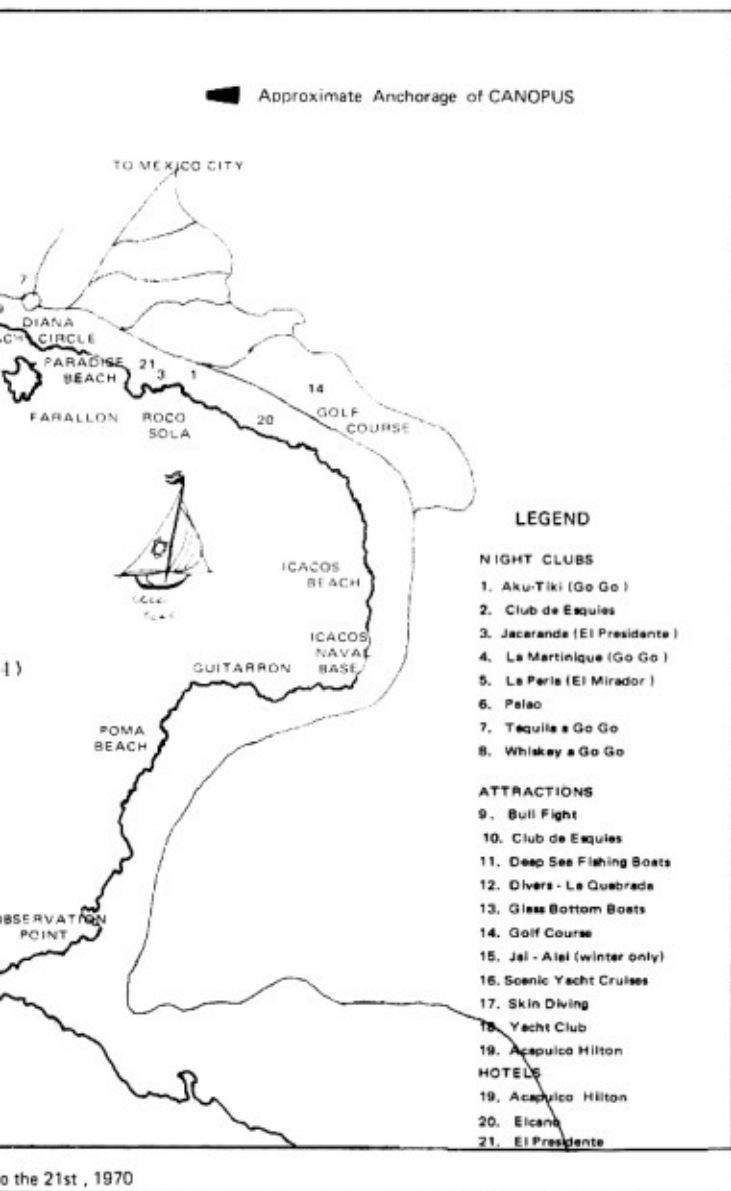 Approximate Anchorage of CANOPUS
TO MEXICO CITY
7
9
DIANA
CIRCLE
PARADISE
BEACH
21
3
1
14
GOLF
COURSE
FARALLON
ROCO
SOLA
20
LEGEND
ICACOS
BEACH
ICACOS
NAVAL
BASE
GUITARRON
POMA
BEACH
OBSERVATION
POINT
NIGHT CLUBS
1. Aku-Tiki (Go Go )
2. Club de Esquies
3. Jacaranda (El Presidente )
4. La Martinique (Go Go )
5. La Perla (El Mirador )
6. Palao
7. Tequila a Go Go
8. Whiskey a Go Go
ATTRACTIONS
9. Bull Fight
10. Club de Esquies
11. Deep Sea Fishing Boats
12. Divers - La Quebrada
13. Glass Bottom Boats
14. Golf Course
15. Jai - Alai (winter only)
16. Scenic Yacht Cruises
17. Skin Diving
18. Yacht Club
19. Acapulco Hilton
HOTELS
19. Acapulco Hilton
20. Elcano
21. El Presidente
o the 21st , 1970